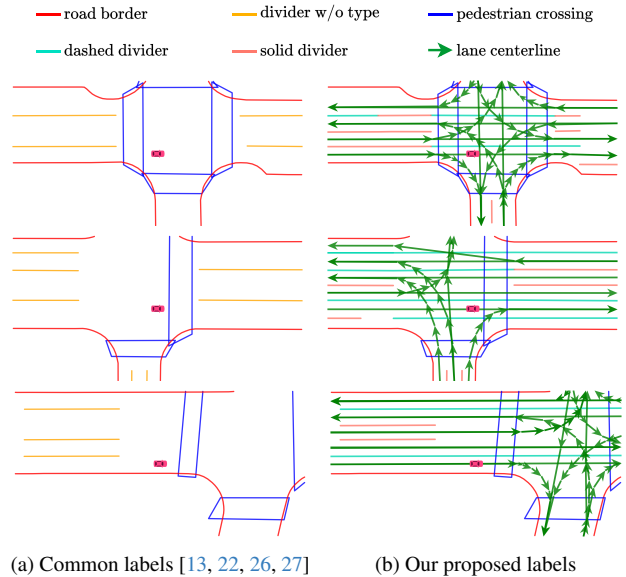 road border
divider w/o type
pedestrian crossing
dashed divider
solid divider
lane centerline
(a) Common labels [13, 22, 26, 27]
(b) Our proposed labels